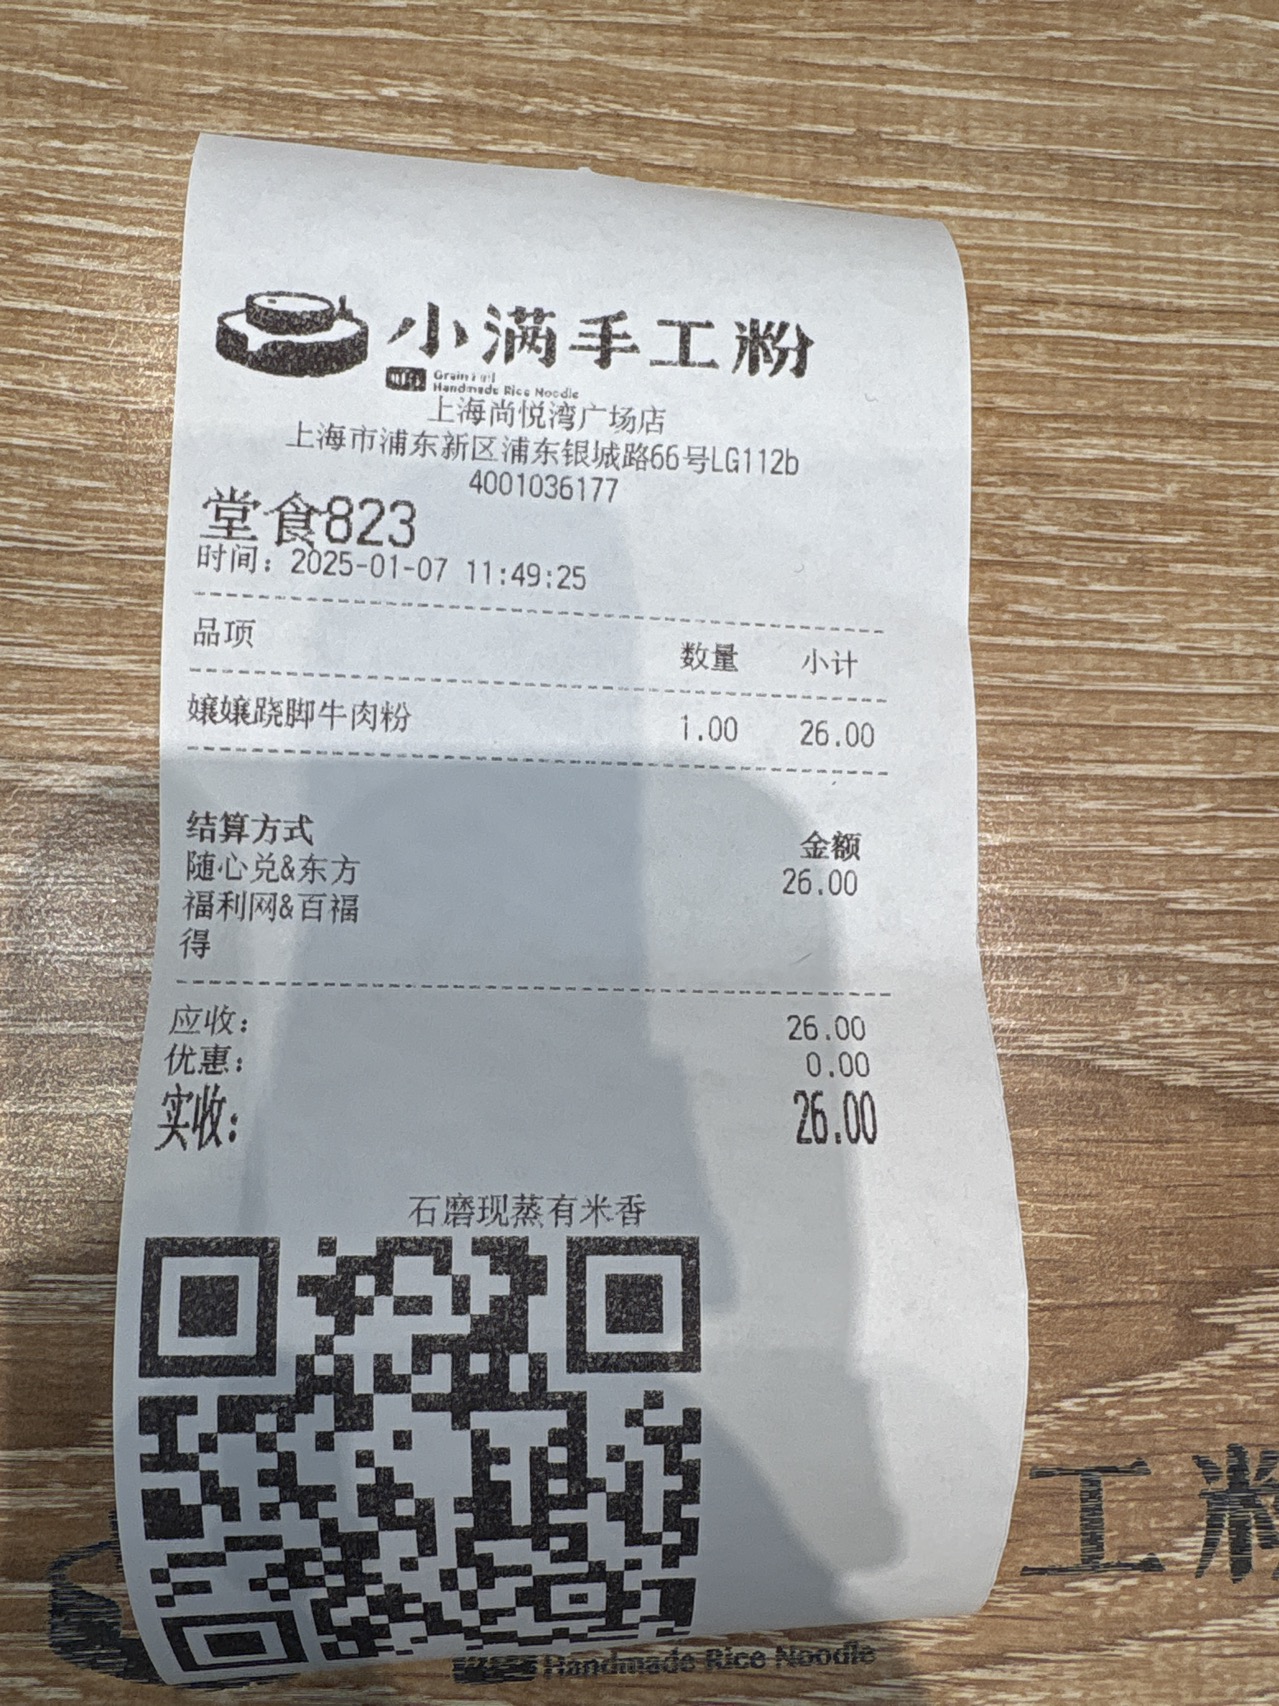 小满手工粉
Grain Full
Handmade Rice Noodle
上海尚悦湾广场店
上海市浦东新区浦东银城路66号LG112b
4001036177
堂食823
时间：2025-01-07 11:49:25
品项 数量 小计
嬢嬢跷脚牛肉粉 1.00 26.00
结算方式 金额
随心兑&东方 26.00
福利网&百福
得
应收： 26.00
优惠： 0.00
实收： 26.00
石磨现蒸有米香
工粉
Handmade Rice Noodle